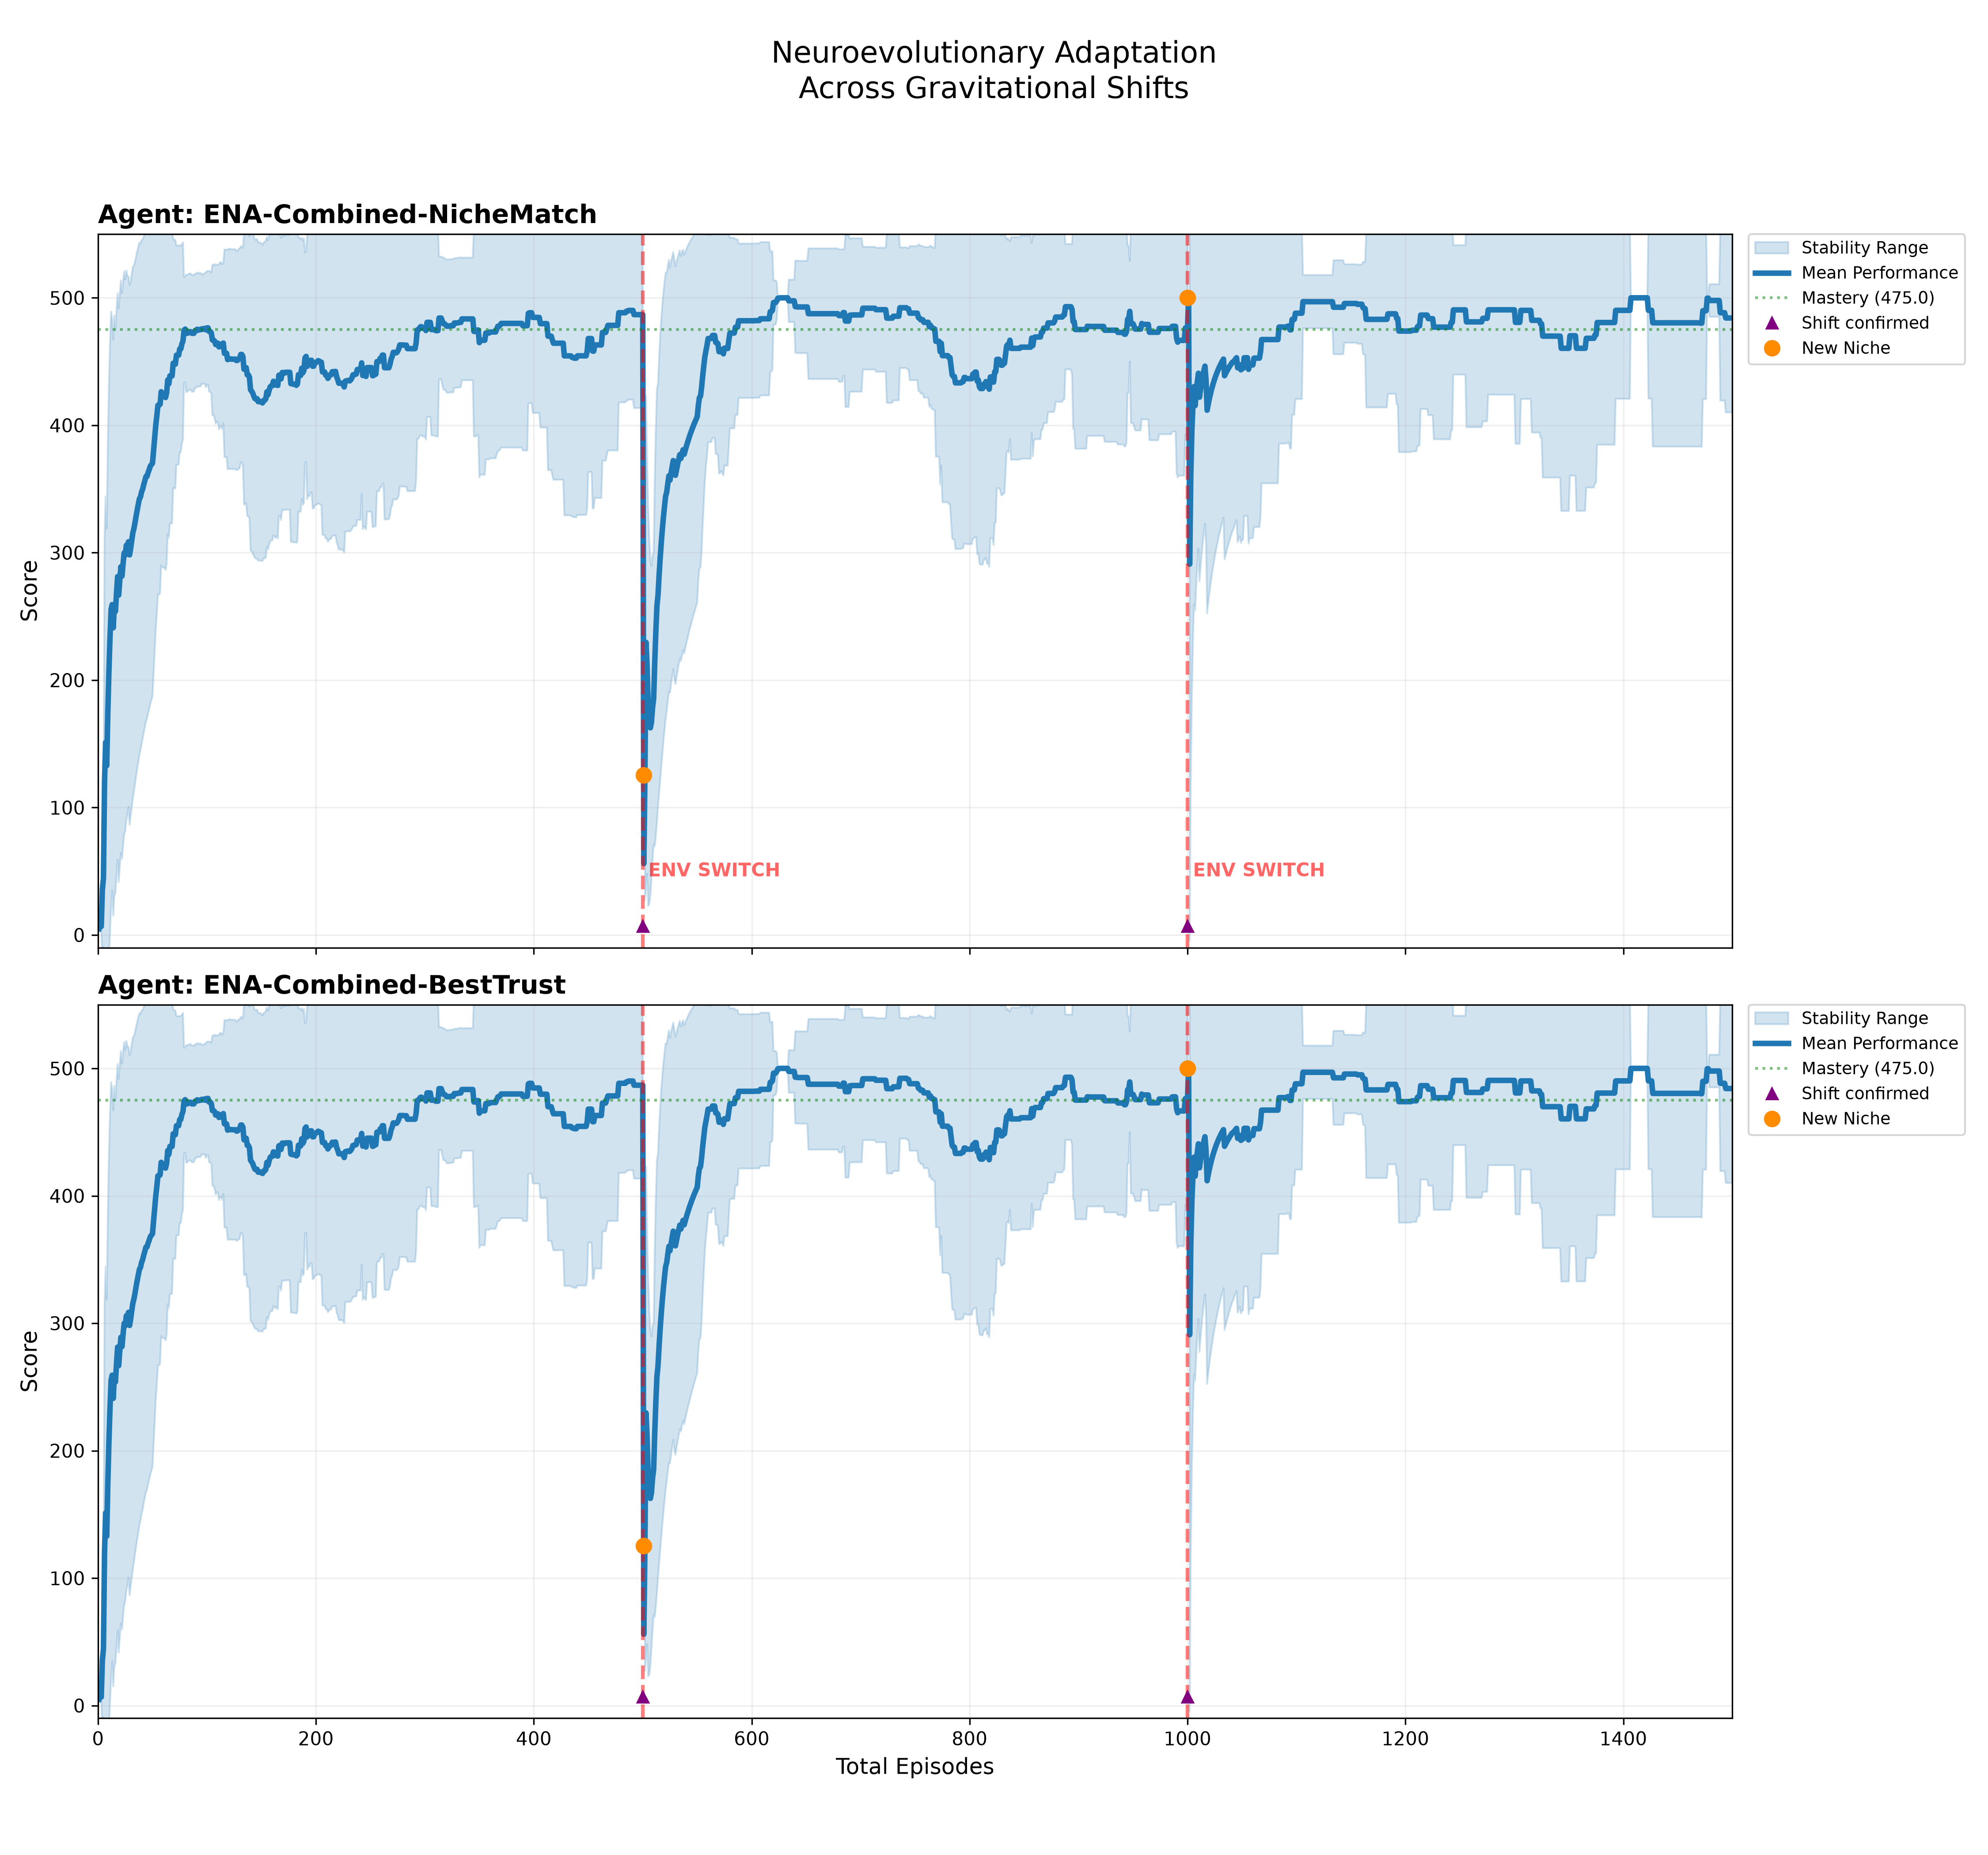 Neuroevolutionary Adaptation
Across Gravitational Shifts
Agent: ENA-Combined-NicheMatch
Score
500
400
300
200
100
0
ENV SWITCH
ENV SWITCH
Stability Range
Mean Performance
Mastery (475.0)
Shift confirmed
New Niche
Agent: ENA-Combined-BestTrust
Score
500
400
300
200
100
0
Stability Range
Mean Performance
Mastery (475.0)
Shift confirmed
New Niche
0 200 400 600 800 1000 1200 1400
Total Episodes